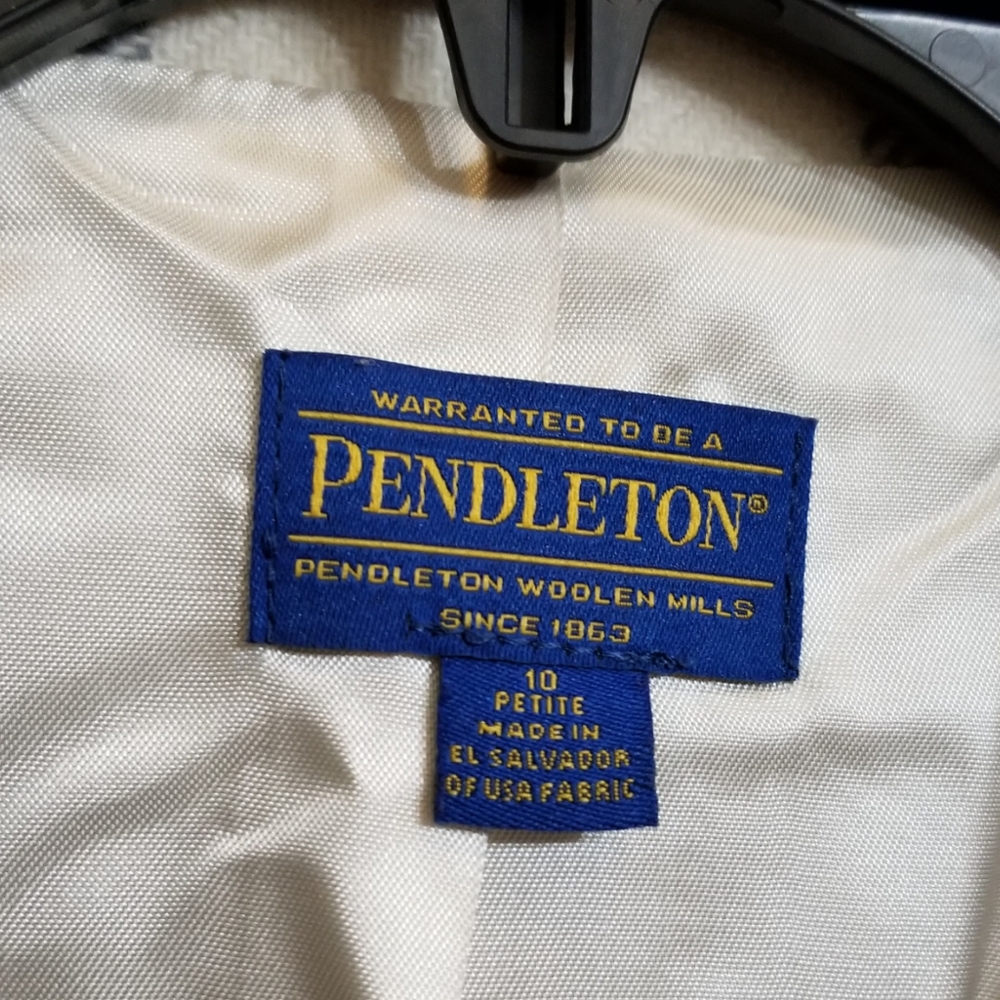 WARRANTED TO BE A
PENDLETON®
PENDLETON WOOLEN MILLS
SINCE 1863
10
PETITE
MADE IN
EL SALVADOR
OF USA FABRIC